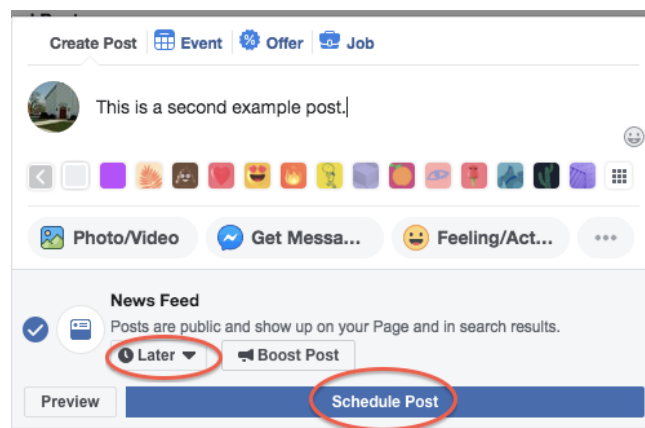 Create Post Event Offer Job
This is a second example post.
Photo/Video Get Messa... Feeling/Act...
News Feed
Posts are public and show up on your Page and in search results.
Later Boost Post
Preview Schedule Post